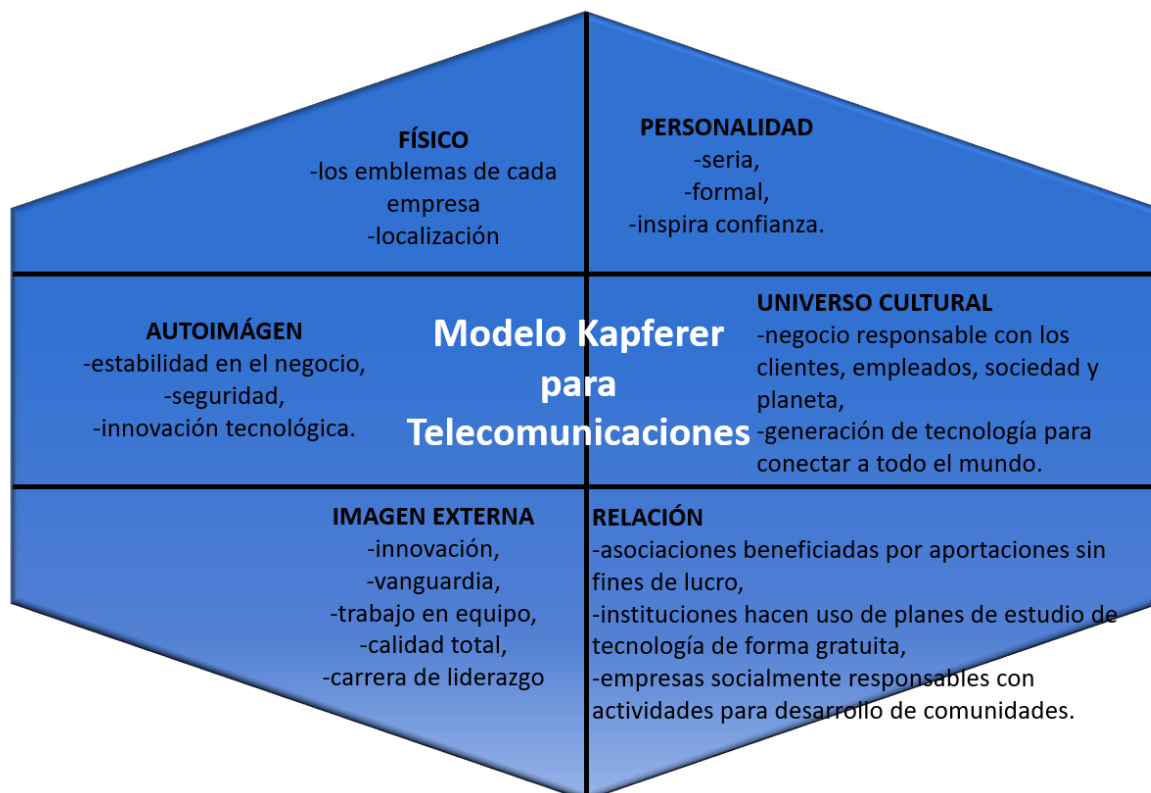 FÍSICO
-los emblemas de cada
empresa
-localización
PERSONALIDAD
-seria,
-formal,
-inspira confianza.
AUTOIMÁGEN
-estabilidad en el negocio,
-seguridad,
-innovación tecnológica.
Modelo Kapferer
para
Telecomunicaciones
UNIVERSO CULTURAL
-negocio responsable con los
clientes, empleados, sociedad y
planeta,
-generación de tecnología para
conectar a todo el mundo.
IMAGEN EXTERNA
-innovación,
-vanguardia,
-trabajo en equipo,
-calidad total,
-carrera de liderazgo
RELACIÓN
-asociaciones beneficiadas por aportaciones sin
fines de lucro,
-instituciones hacen uso de planes de estudio de
tecnología de forma gratuita,
-empresas socialmente responsables con
actividades para desarrollo de comunidades.